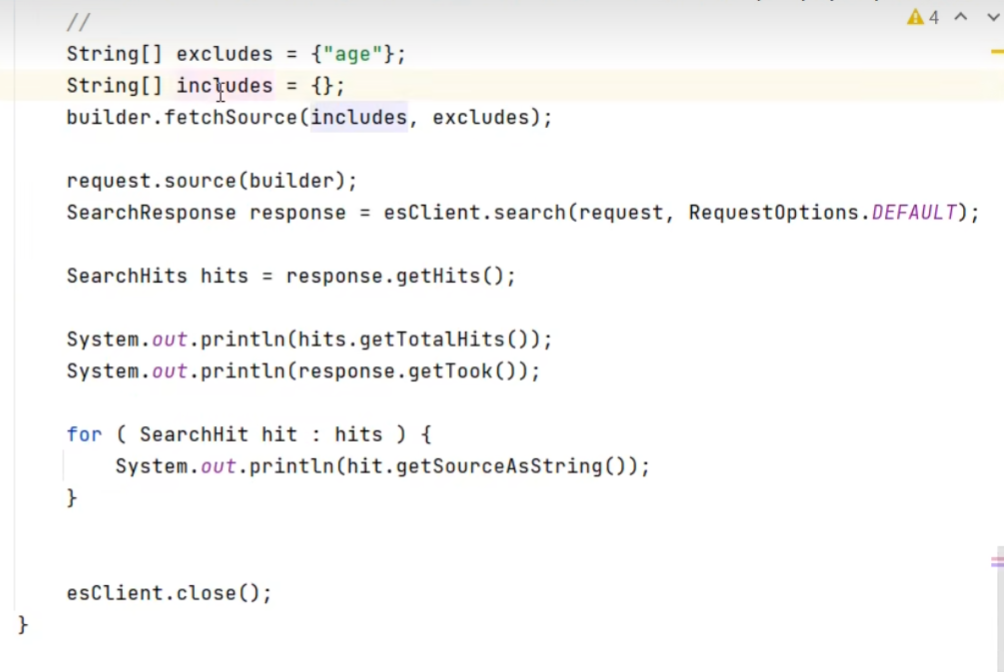 4
//
String[] excludes = {"age"};
String[] includes = {};
builder.fetchSource(includes, excludes);
request.source(builder);
SearchResponse response = esClient.search(request, RequestOptions.DEFAULT);
SearchHits hits = response.getHits();
System.out.println(hits.getTotalHits());
System.out.println(response.getTook());
for ( SearchHit hit : hits ) {
System.out.println(hit.getSourceAsString());
}
esClient.close();
}